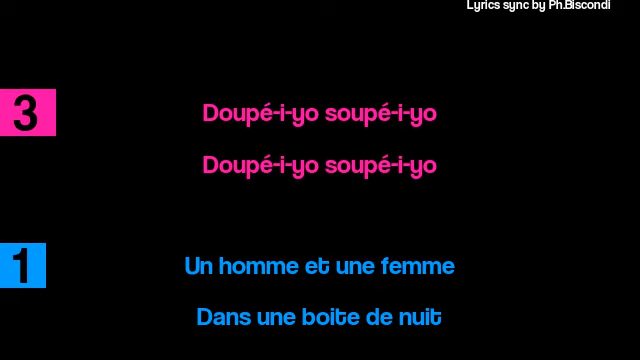 Lyrics sync by Ph.Biscondi
3
Doupé-i-yo soupé-i-yo
Doupé-i-yo soupé-i-yo
1
Un homme et une femme
Dans une boite de nuit